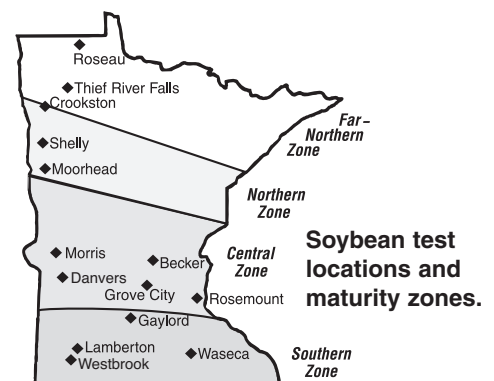 Roseau
Thief River Falls
Crookston
Far–
Northern
Zone
Shelly
Moorhead
Northern
Zone
Soybean test
locations and
maturity zones.
Morris
Becker
Central
Zone
Danvers
Grove City
Rosemount
Gaylord
Lamberton
Westbrook
Waseca
Southern
Zone